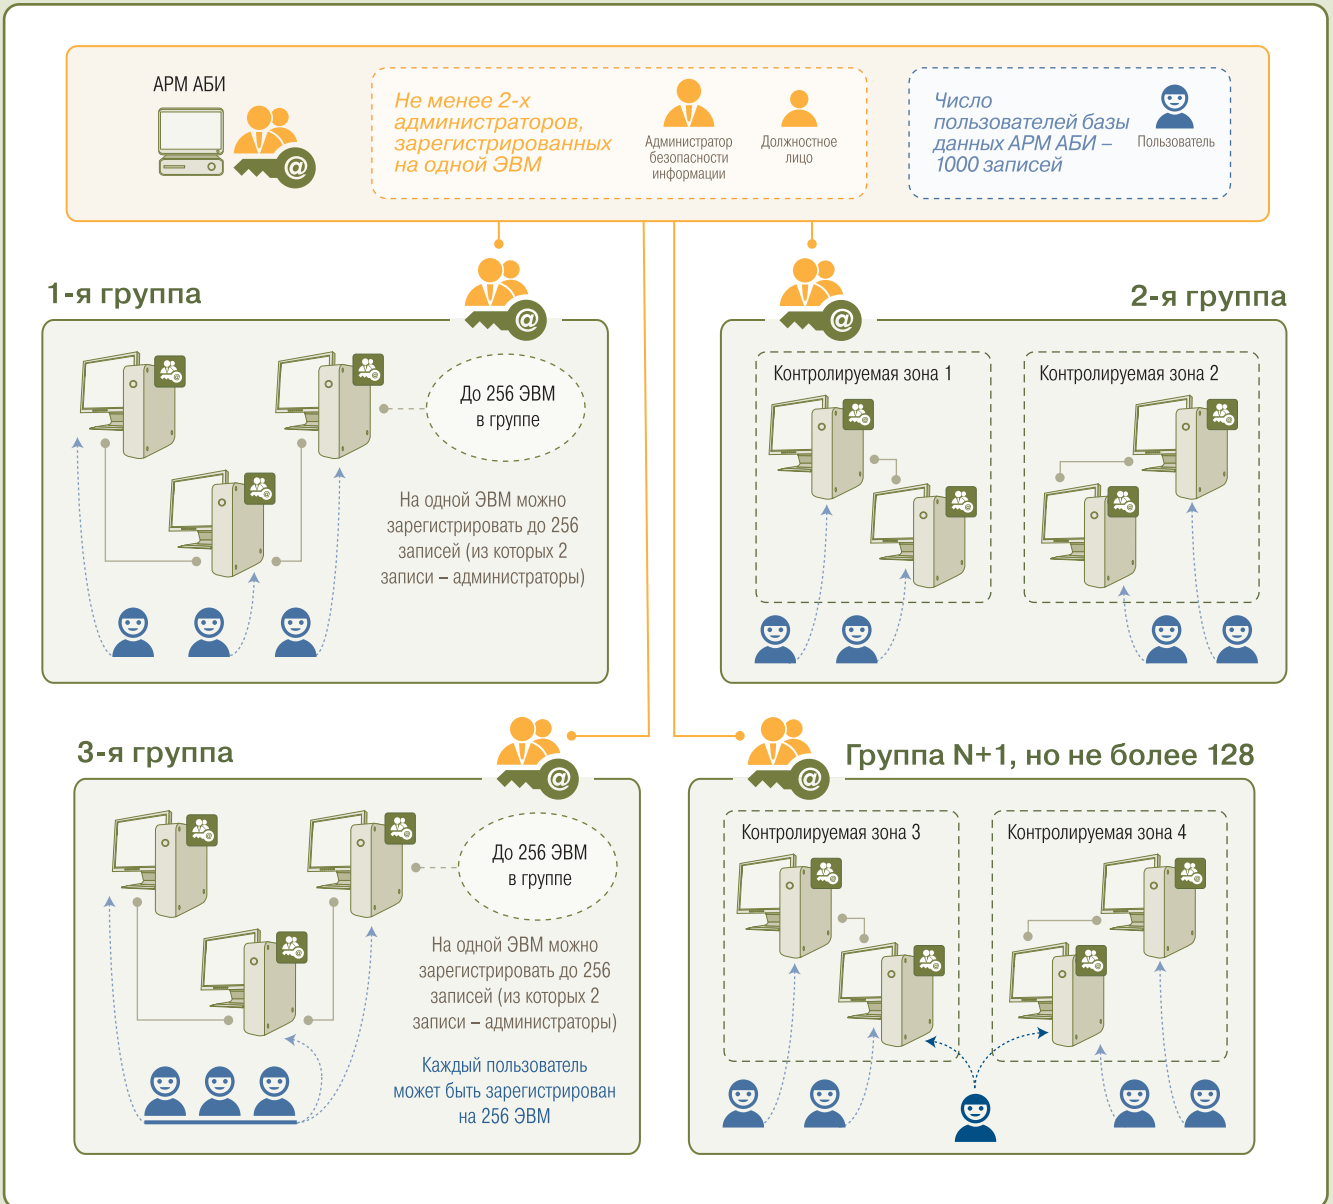 АРМ АБИ
Не менее 2-х
администраторов,
зарегистрированных
на одной ЭВМ
Администратор
безопасности
информации
Должностное
лицо
Число
пользователей базы
данных АРМ АБИ –
1000 записей
Пользователь
1-я группа
До 256 ЭВМ
в группе
На одной ЭВМ можно
зарегистрировать до 256
записей (из которых 2
записи – администраторы)
2-я группа
Контролируемая зона 1
Контролируемая зона 2
3-я группа
До 256 ЭВМ
в группе
На одной ЭВМ можно
зарегистрировать до 256
записей (из которых 2
записи – администраторы)
Каждый пользователь
может быть зарегистрирован
на 256 ЭВМ
Группа N+1, но не более 128
Контролируемая зона 3
Контролируемая зона 4